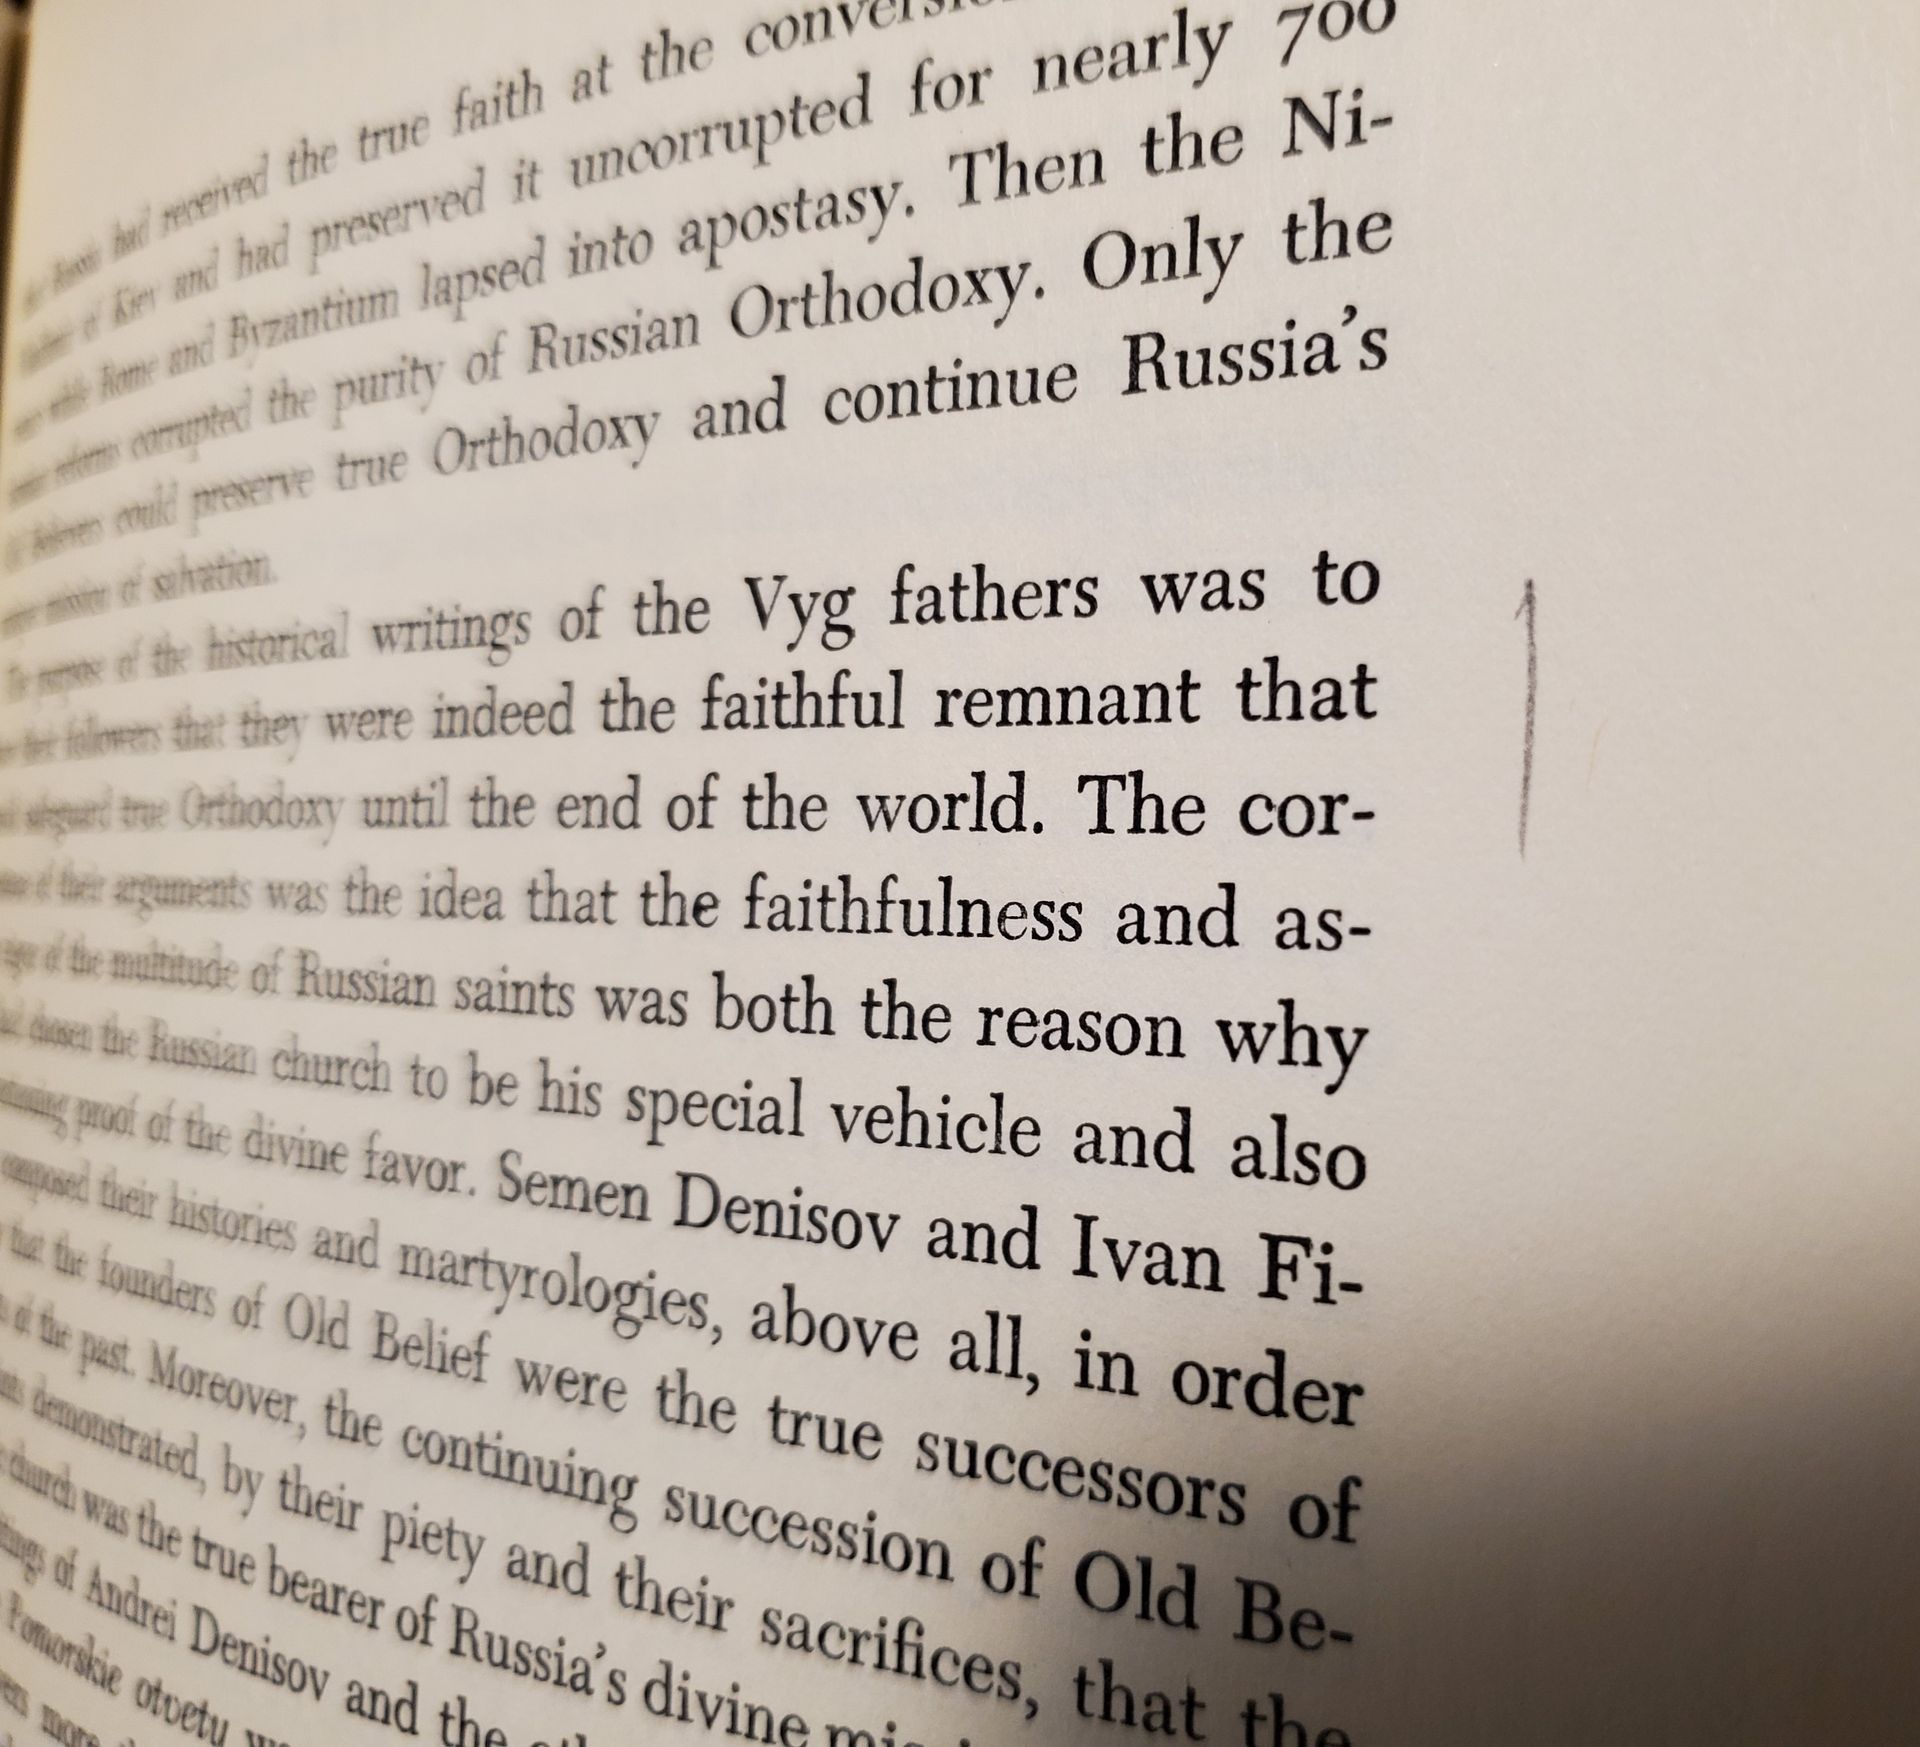 Russia had received the true faith at the
of Kiev and had preserved it uncorrupted for nearly 700
while Rome and Byzantium lapsed into apostasy. Then the Ni-
reforms corrupted the purity of Russian Orthodoxy. Only the
Believers could preserve true Orthodoxy and continue Russia's
mission of salvation.
The purpose of the historical writings of the Vyg fathers was to
their followers that they were indeed the faithful remnant that
true Orthodoxy until the end of the world. The cor-
of their arguments was the idea that the faithfulness and as-
of the multitude of Russian saints was both the reason why
chosen the Russian church to be his special vehicle and also
proof of the divine favor. Semen Denisov and Ivan Fi-
composed their histories and martyrologies, above all, in order
that the founders of Old Belief were the true successors of
of the past. Moreover, the continuing succession of Old Be-
demonstrated, by their piety and their sacrifices, that the
church was the true bearer of Russia's divine
of Andrei Denisov and the
Pomorskie otvetu
more